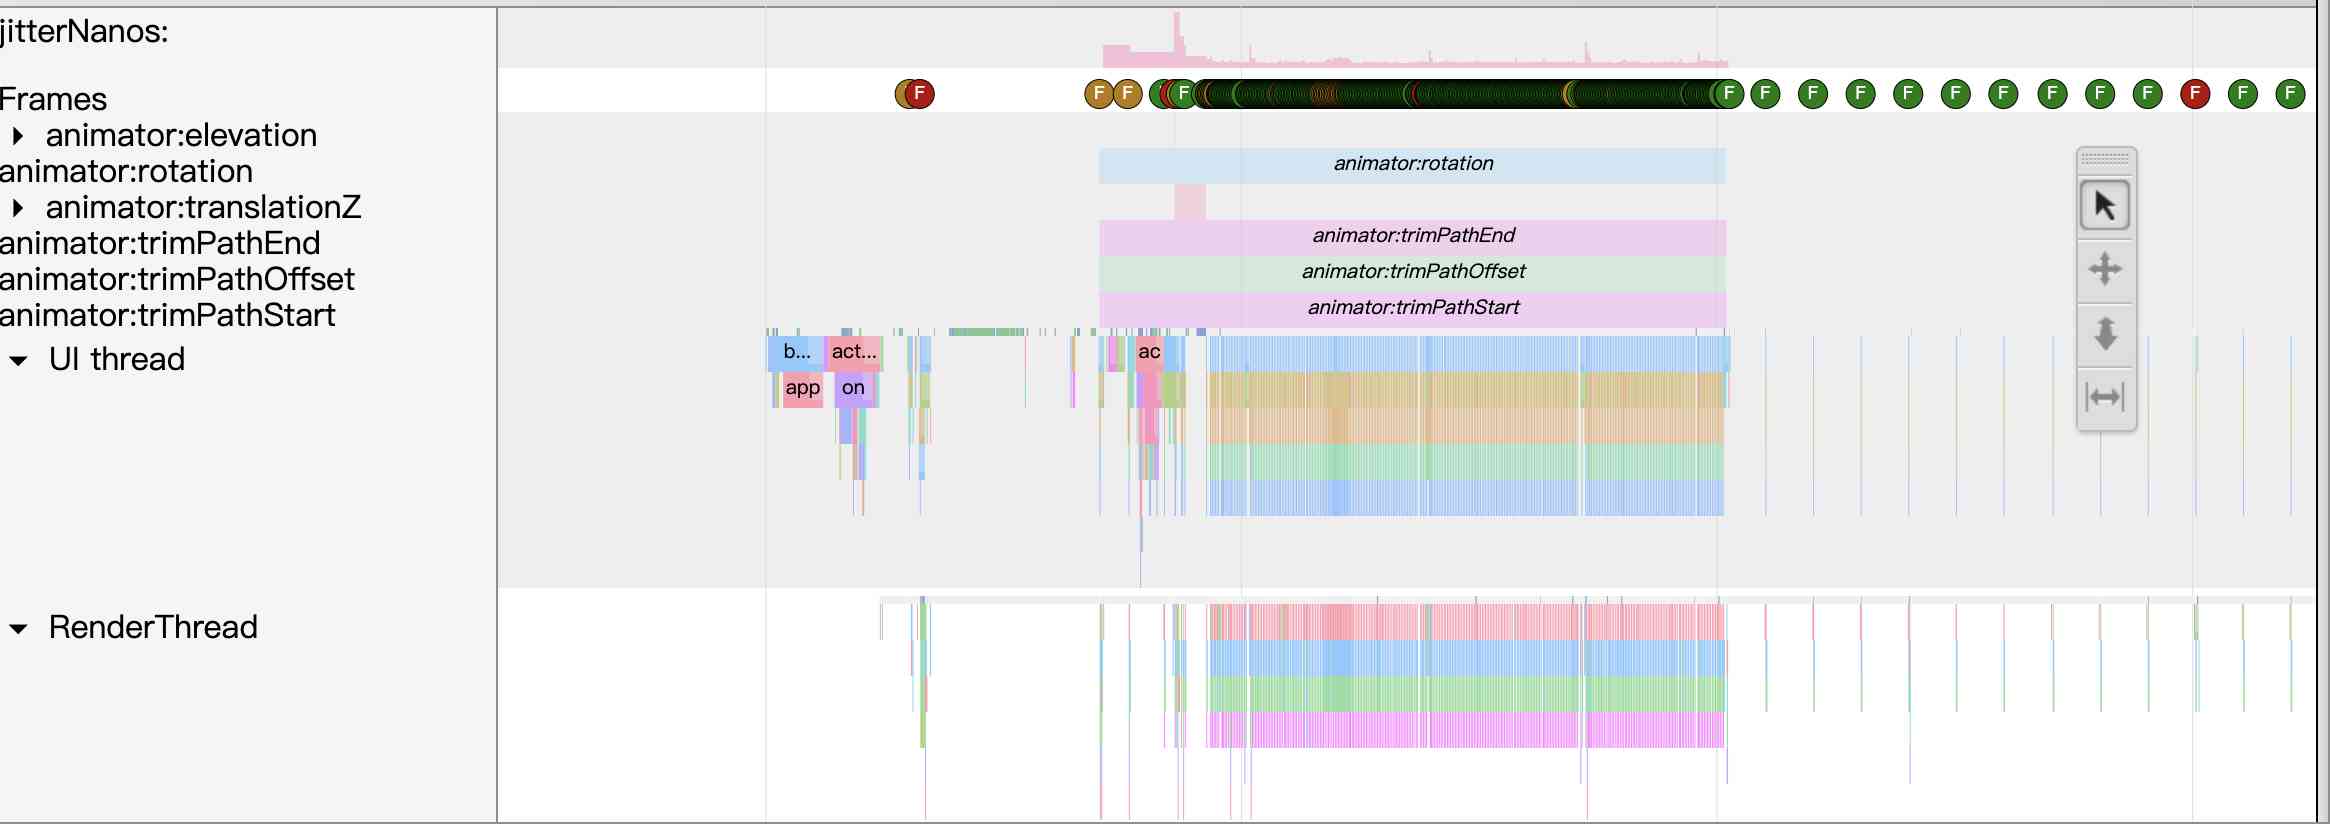 jitterNanos:
Frames
F F F F F F F F F F F F F F F F F
animator:elevation
animator:rotation
animator:rotation
animator:translationZ
animator:trimPathEnd
animator:trimPathEnd
animator:trimPathOffset
animator:trimPathOffset
animator:trimPathStart
animator:trimPathStart
UI thread
b... act... ac
app on
RenderThread